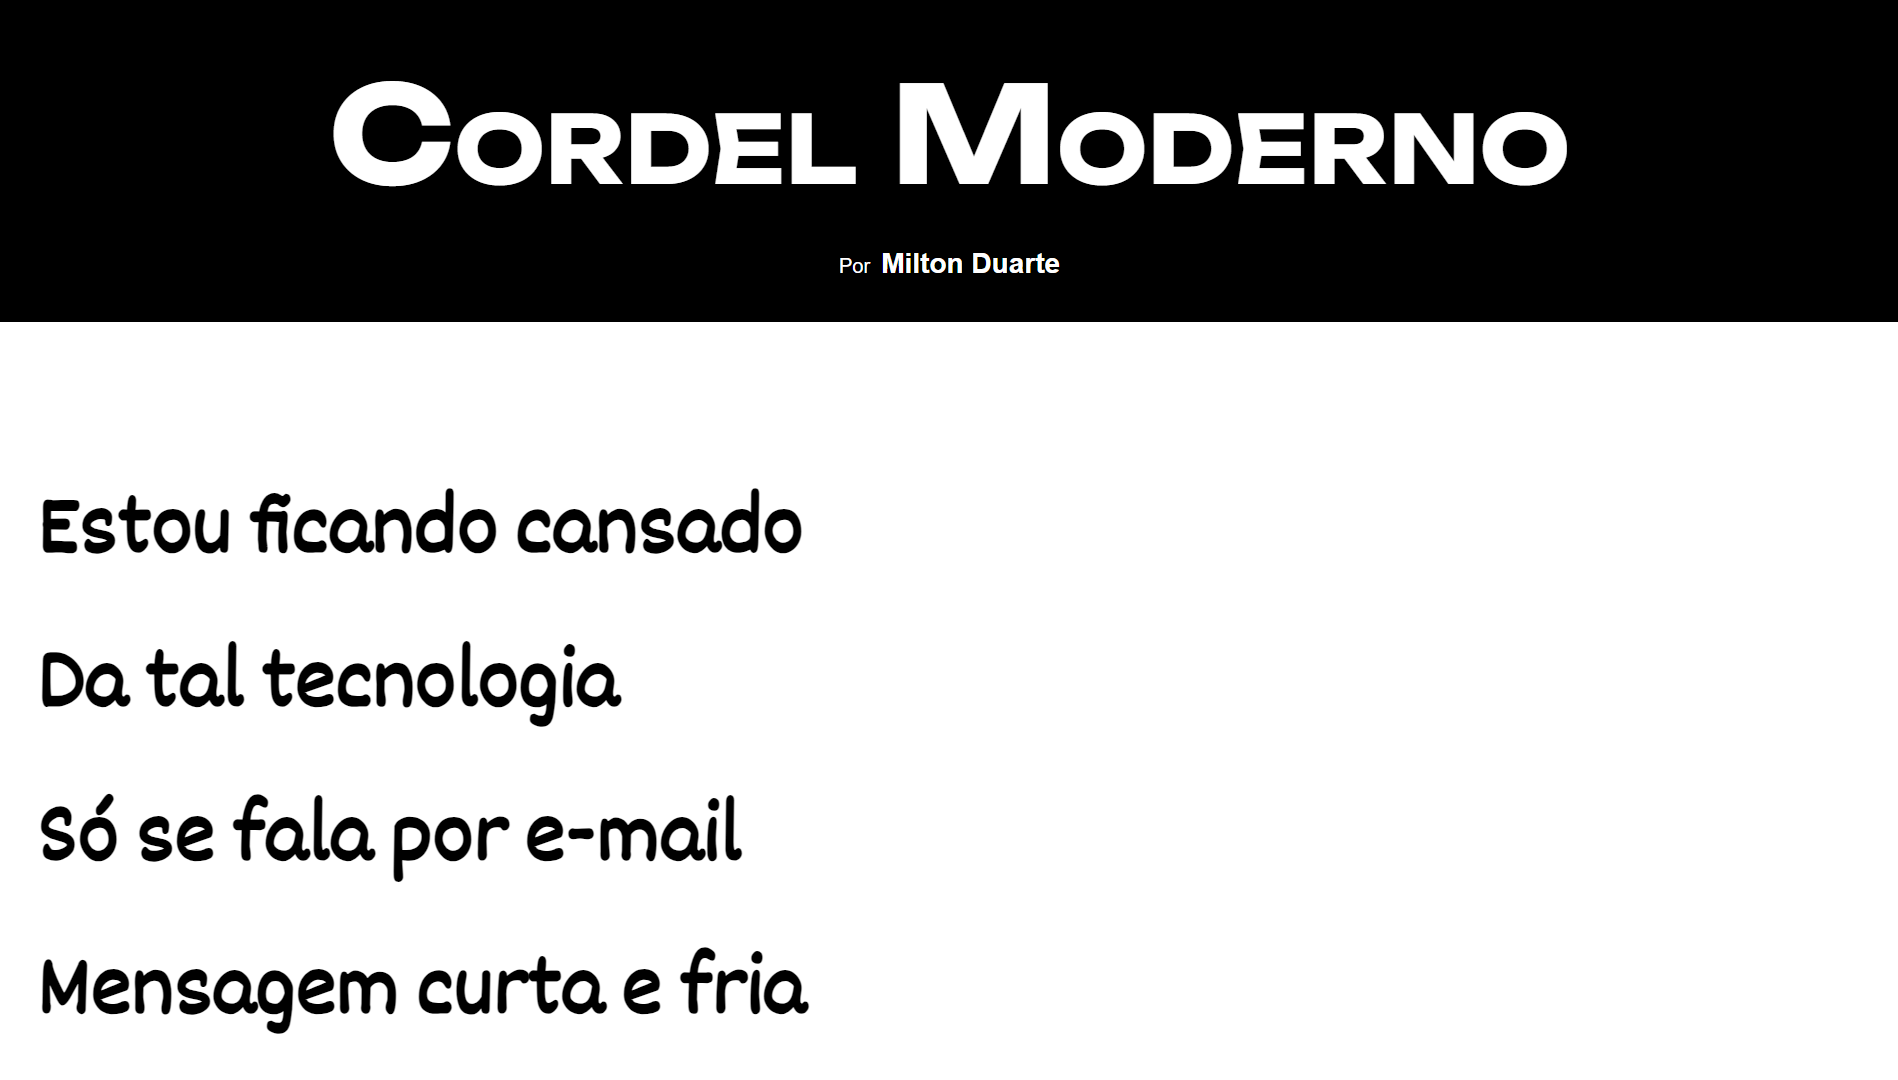 Cordel Moderno
Por Milton Duarte
Estou ficando cansado
Da tal tecnologia
Só se fala por e-mail
Mensagem curta e fria